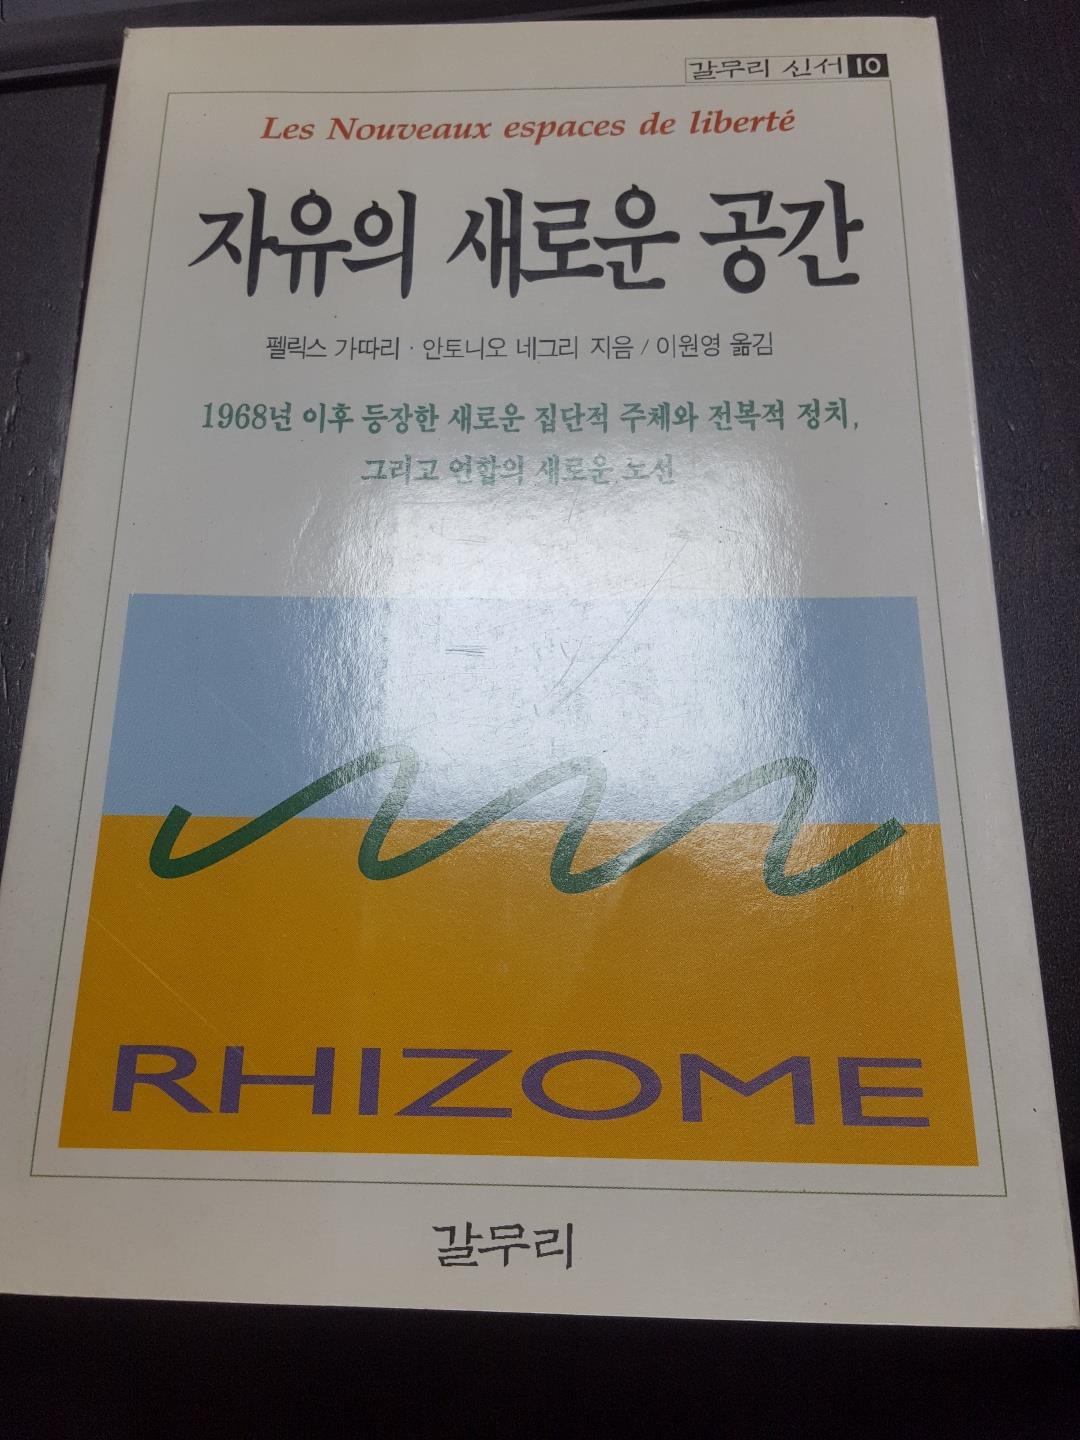 갈무리 신서 10
Les Nouveaux espaces de liberté
자유의 새로운 공간
펠릭스 가따리 · 안토니오 네그리 지음 / 이원영 옮김
1968년 이후 등장한 새로운 집단적 주체와 전복적 정치,
그리고 연합의 새로운 노선
RHIZOME
갈무리